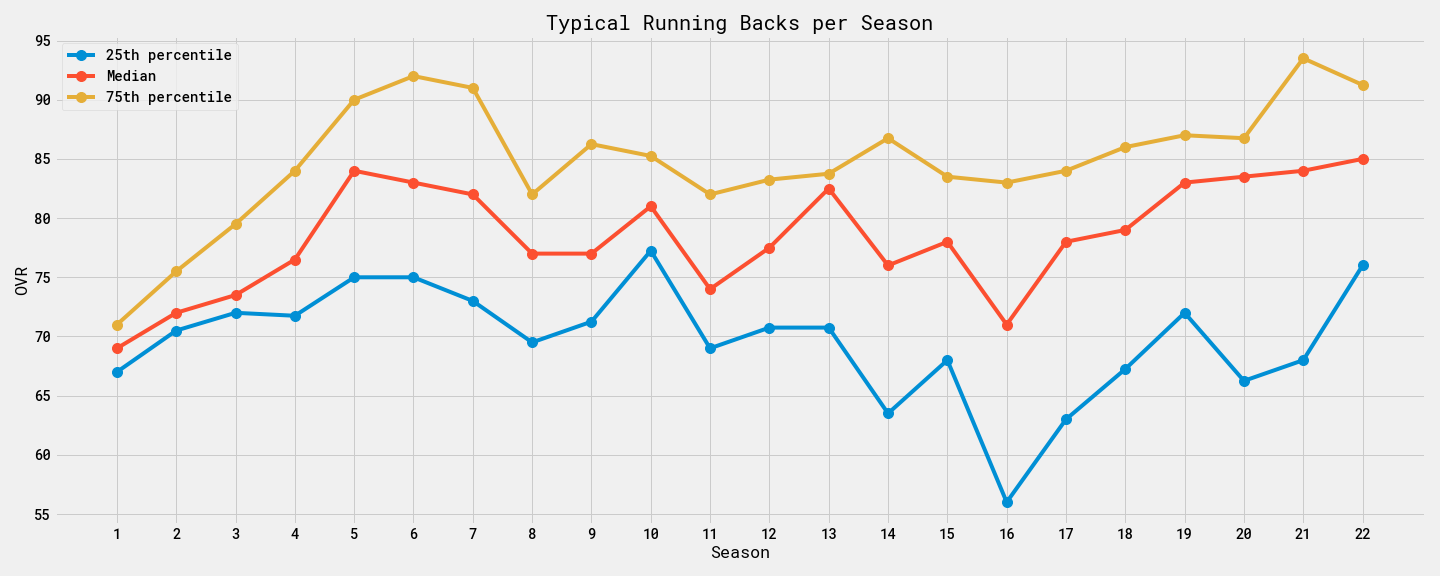 Typical Running Backs per Season
25th percentile
Median
75th percentile
95
90
85
80
75
70
65
60
55
OVR
1 2 3 4 5 6 7 8 9 10 11 12 13 14 15 16 17 18 19 20 21 22
Season